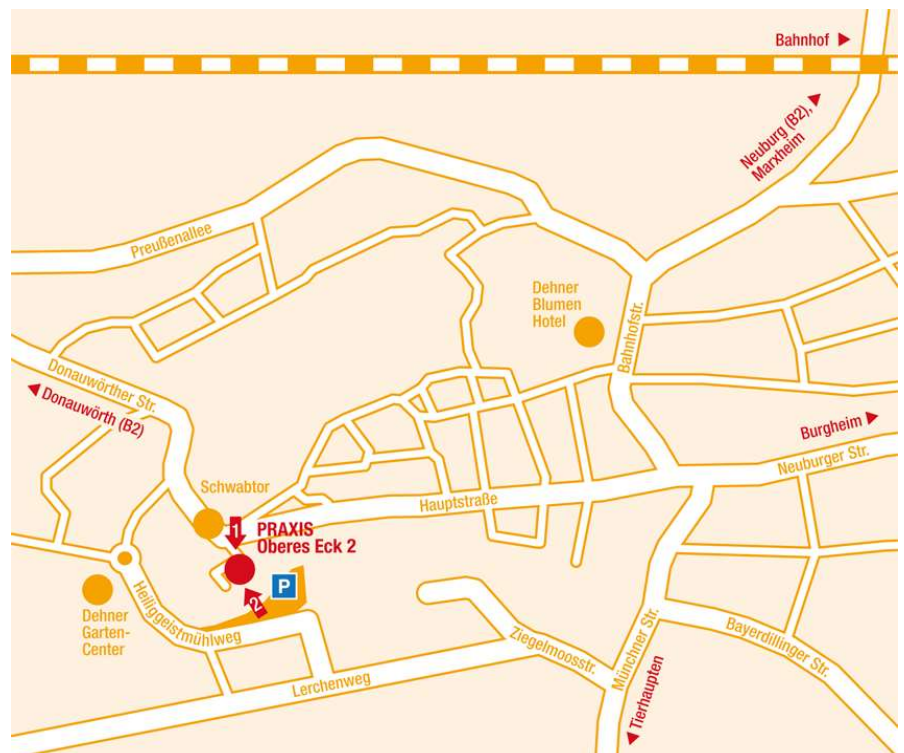 Bahnhof
Neuburg (B2),
Marxheim
Preußenallee
Dehner
Blumen
Hotel
Bahnhofstr.
Donauwörther Str.
Donauwörth (B2)
Burgheim
Neuburger Str.
Schwabtor
Hauptstraße
1
PRAXIS
Oberes Eck 2
P
2
Dehner
Garten-
Center
Heiliggeistmühlweg
Lerchenweg
Ziegelmoosstr.
Münchner Str.
Bayerdillinger Str.
Tierhaupten